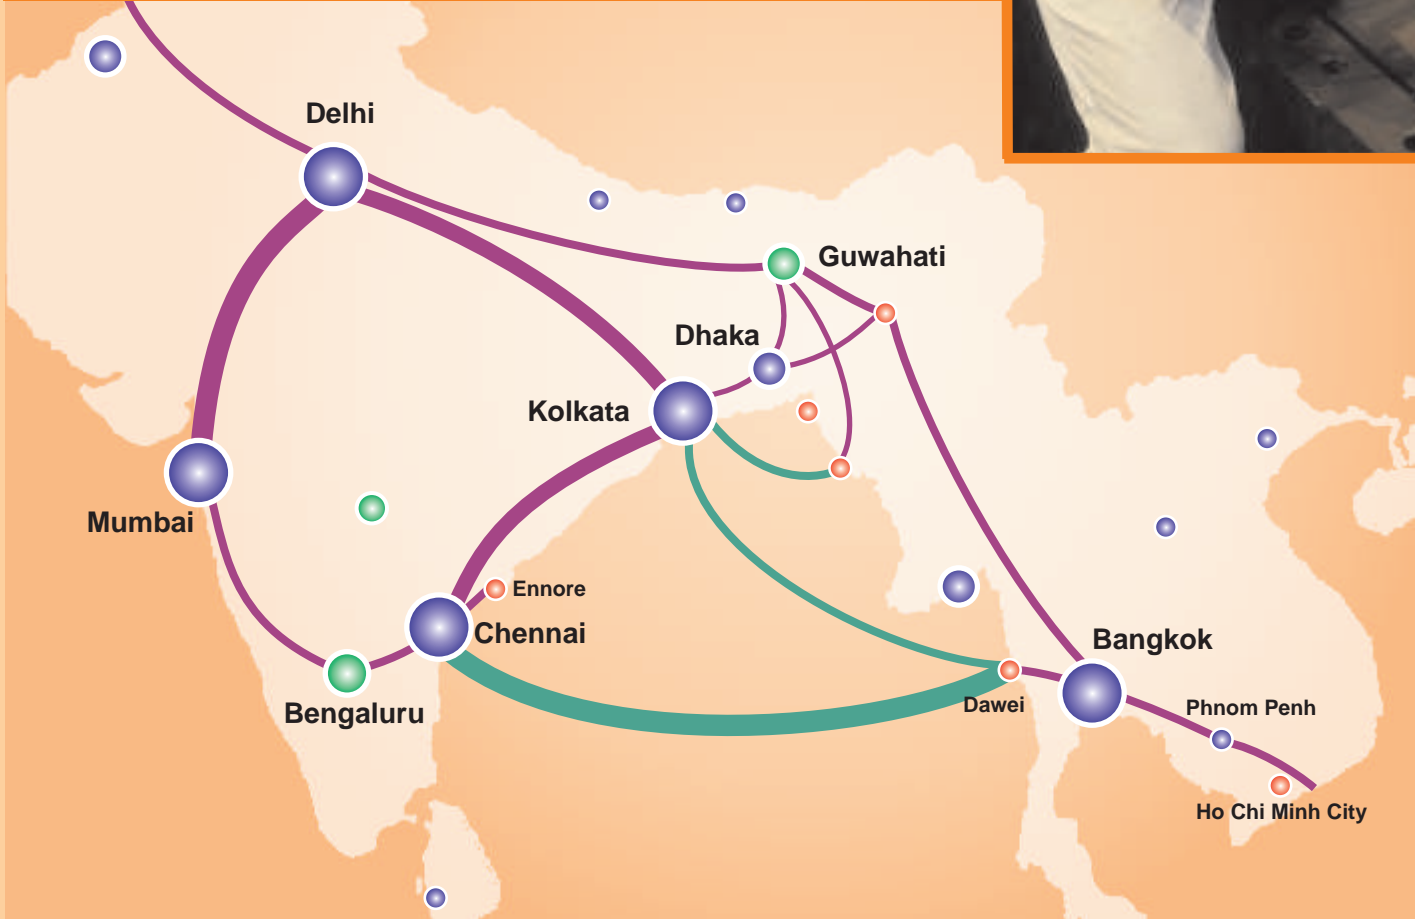 Delhi
Guwahati
Dhaka
Kolkata
Mumbai
Ennore
Chennai
Bangkok
Dawei
Bengaluru
Phnom Penh
Ho Chi Minh City